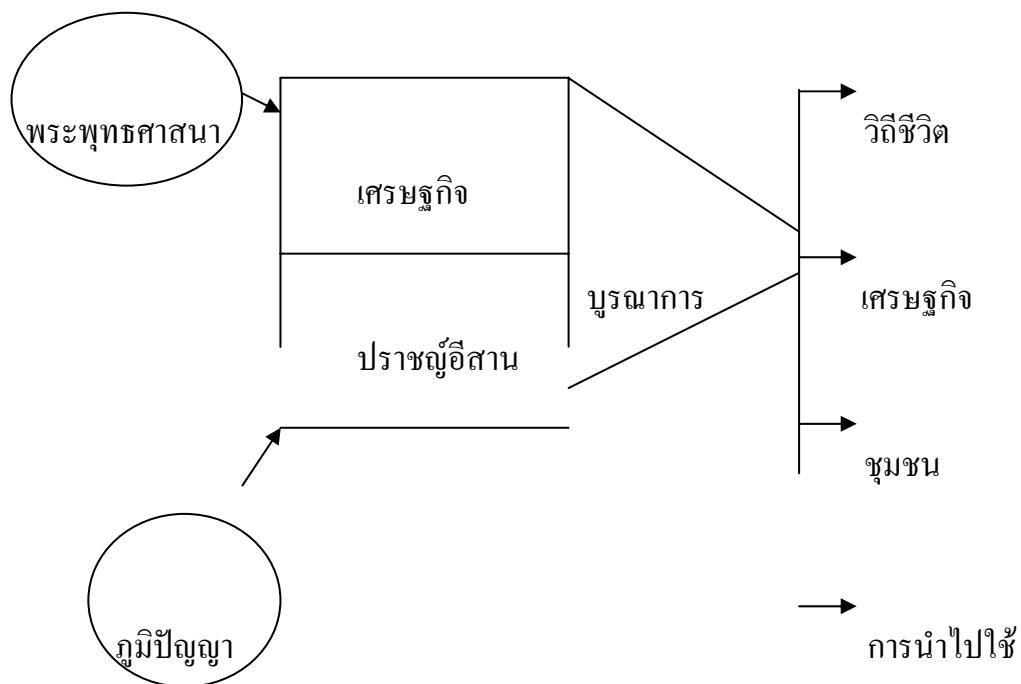 พระพุทธศาสนา
วิถีชีวิต
เศรษฐกิจ
บูรณาการ
เศรษฐกิจ
ปราชญ์อีสาน
ชุมชน
ภูมิปัญญา
การนำไปใช้